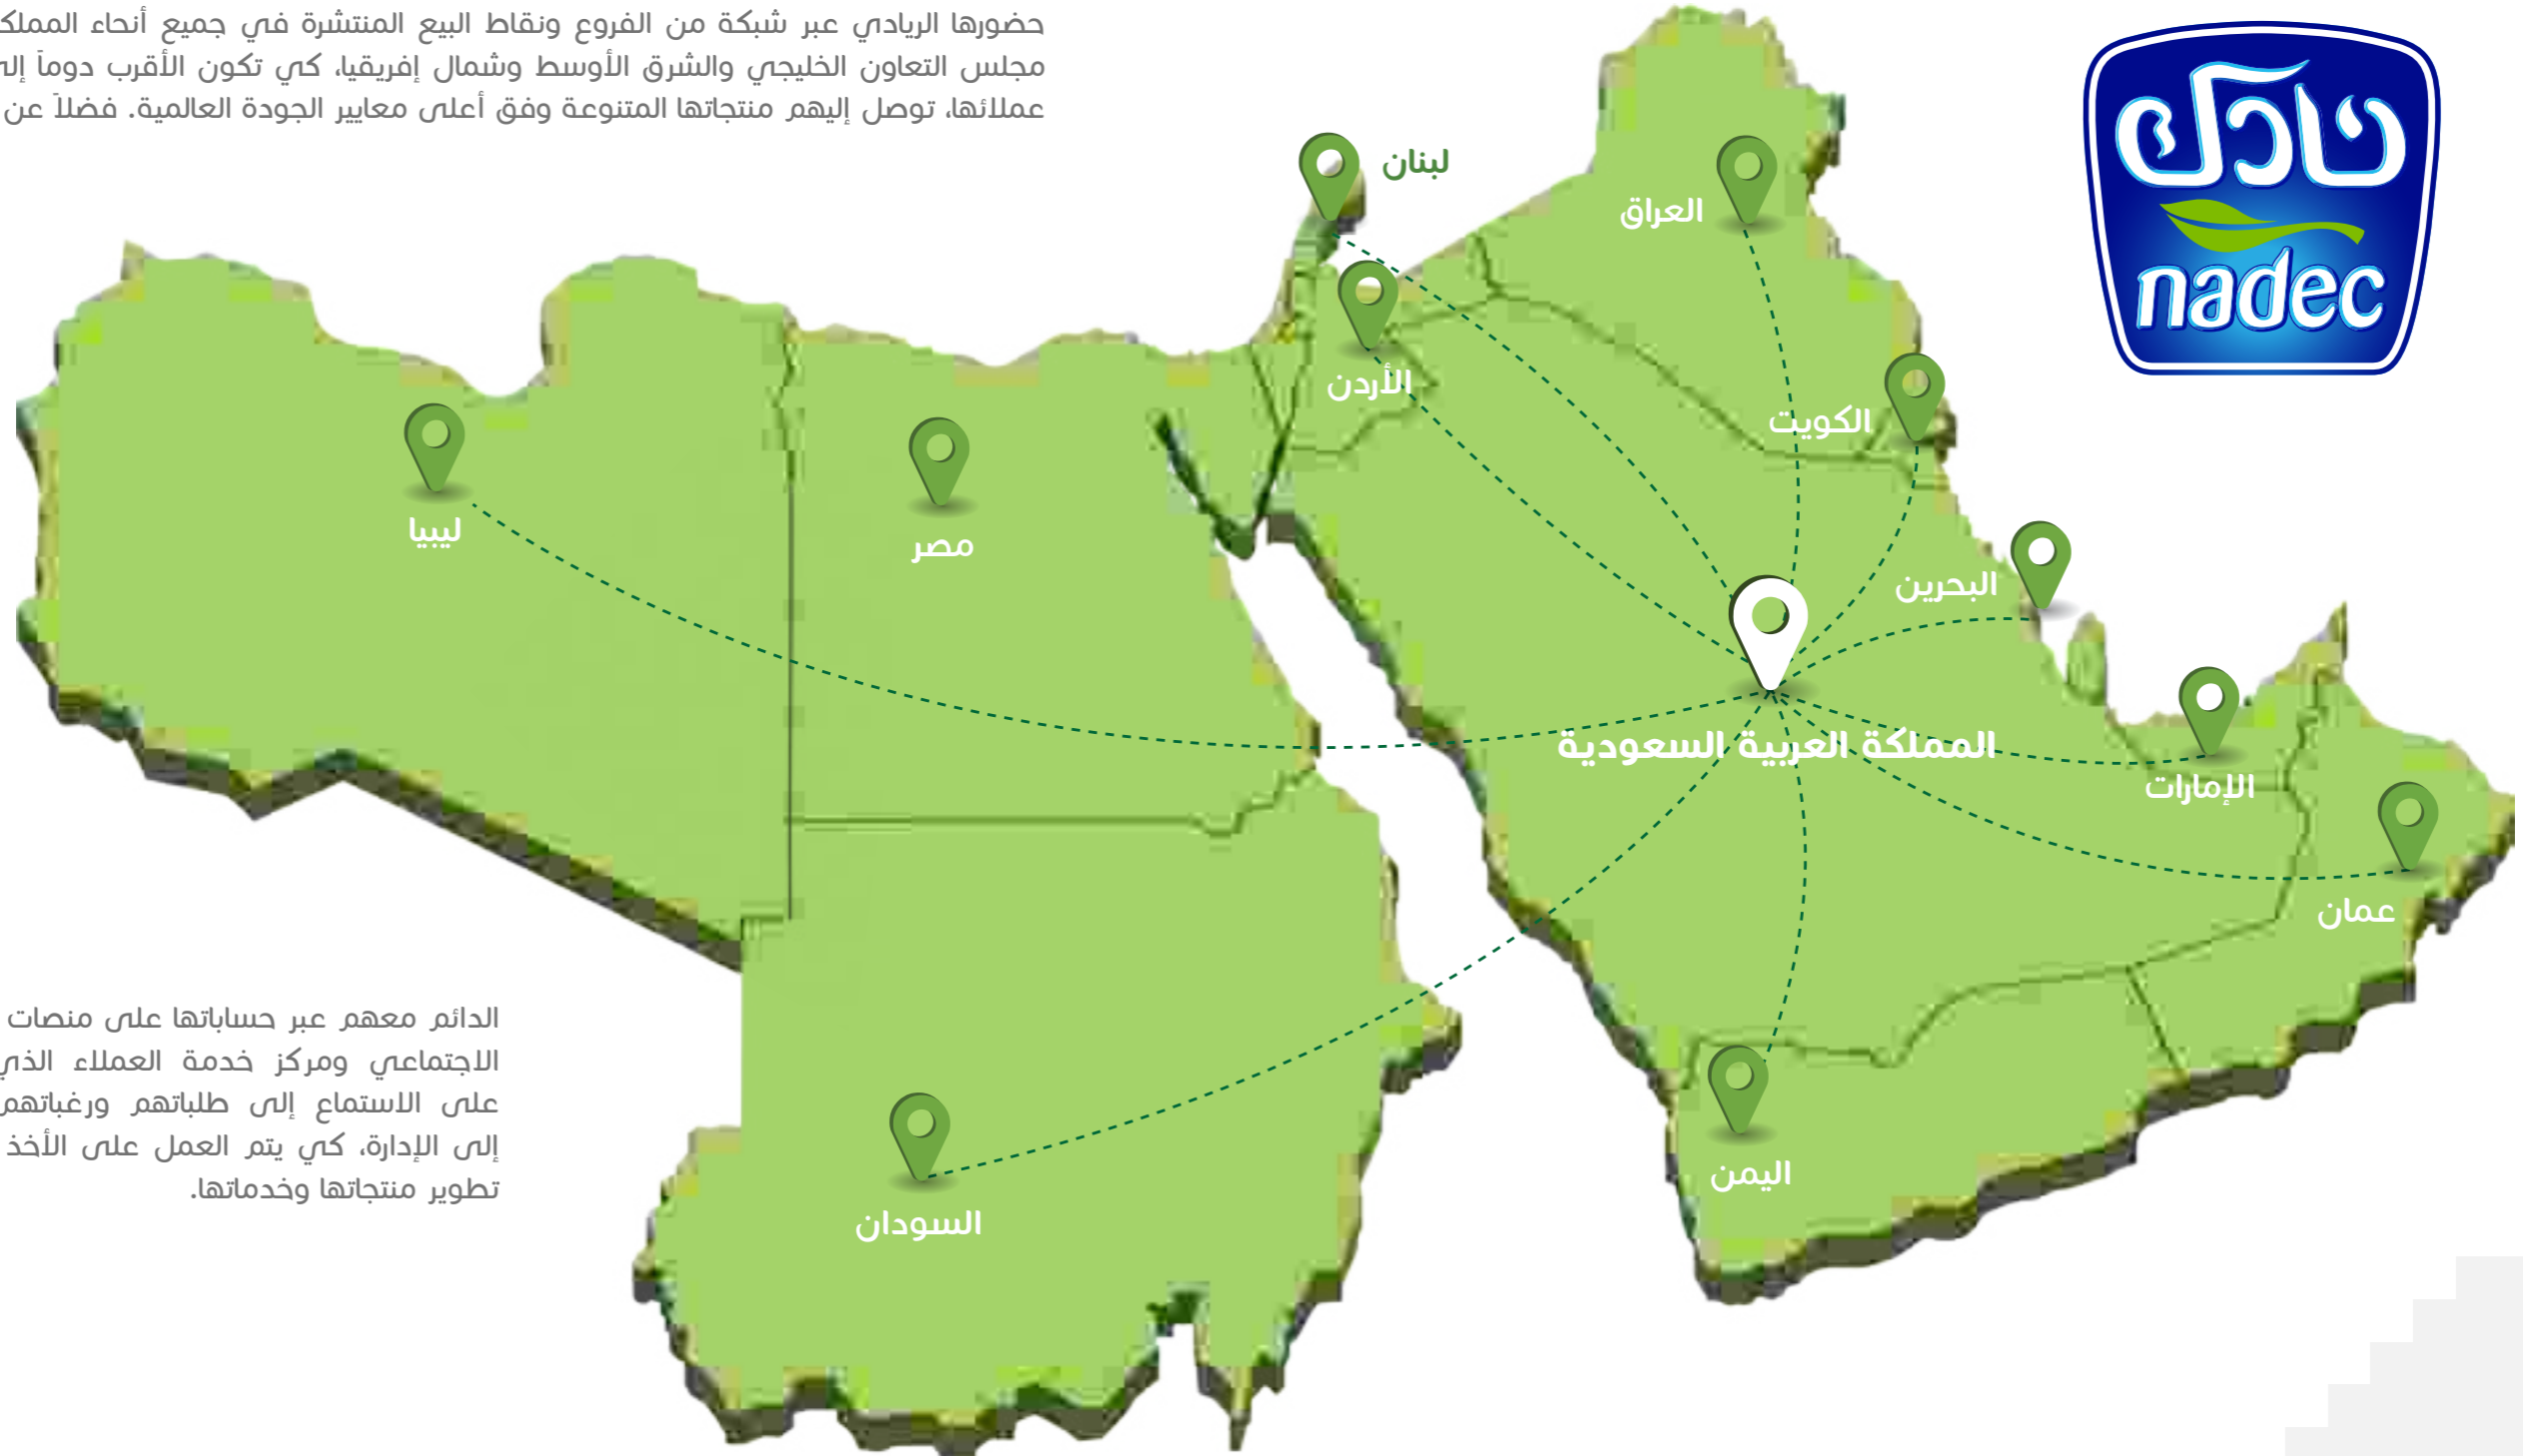 حضورها الريادي عبر شبكة من الفروع ونقاط البيع المنتشرة في جميع أنحاء
مجلس التعاون الخليجي والشرق الأوسط وشمال إفريقيا، كي تكون الأقرب دوماً
عملائها، توصل إليهم منتجاتها المتنوعة وفق أعلى معايير الجودة العالمية. فضلاً عن
نادك
nadec
لبنان
العراق
الأردن
الكويت
ليبيا
مصر
البحرين
المملكة العربية السعودية
الإمارات
عمان
اليمن
السودان
الدائم معهم عبر حساباتها على منصات
الاجتماعي ومركز خدمة العملاء الذي
على الاستماع إلى طلباتهم ورغباتهم
إلى الإدارة، كي يتم العمل على الأخذ
تطوير منتجاتها وخدماتها.